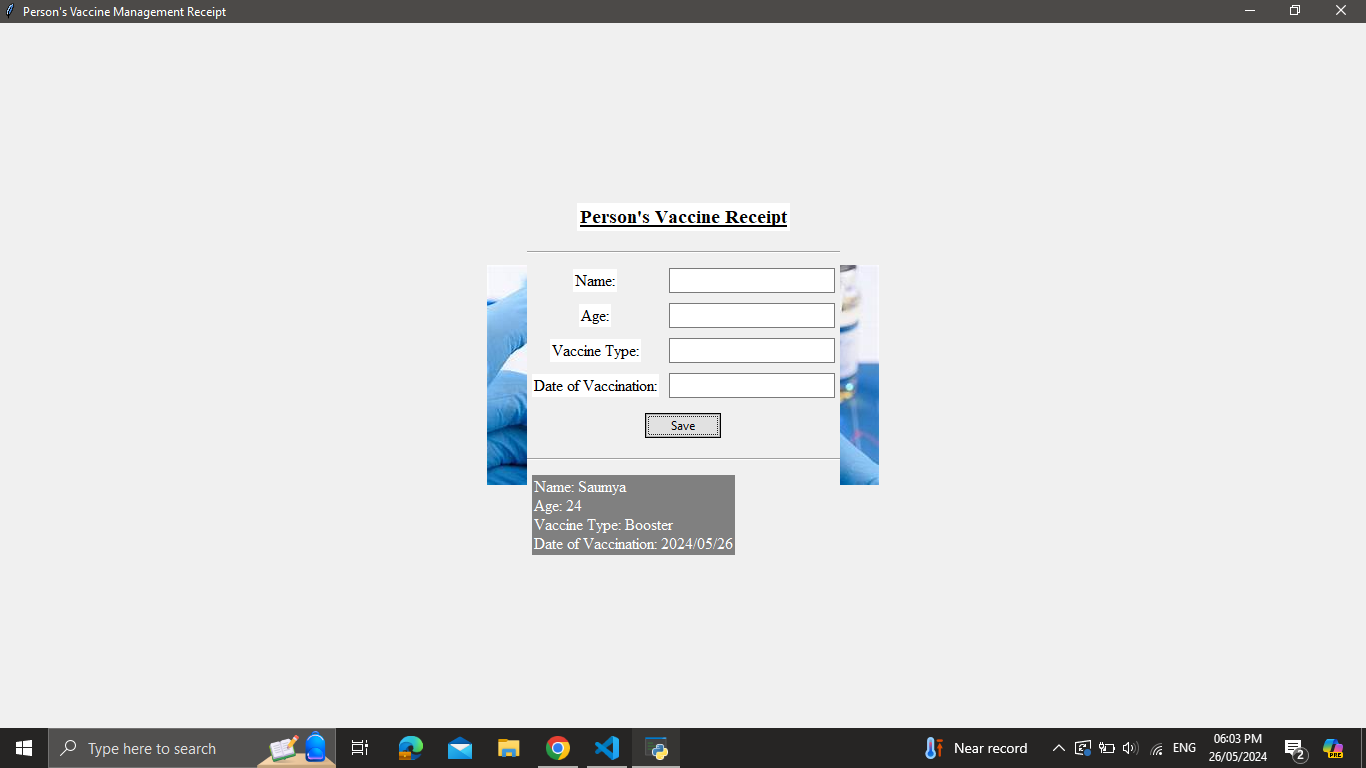 Person's Vaccine Management Receipt
Person's Vaccine Receipt
Name:
Age:
Vaccine Type:
Date of Vaccination:
Save
Name: Saumya
Age: 24
Vaccine Type: Booster
Date of Vaccination: 2024/05/26
Type here to search
Near record
ENG
06:03 PM
26/05/2024
2
PRE